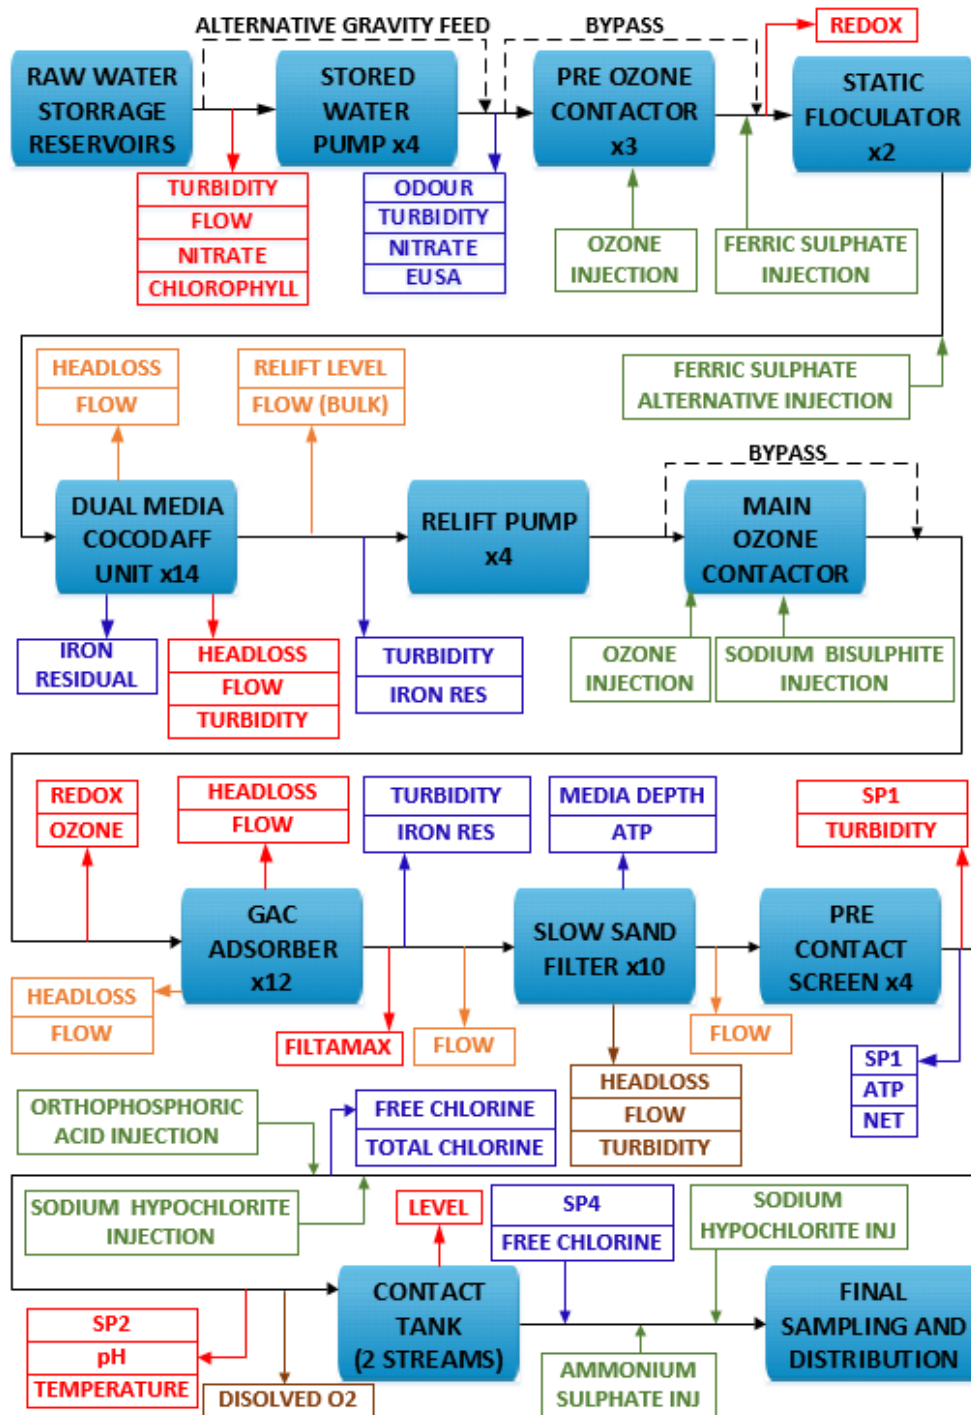 ALTERNATIVE GRAVITY FEED
BYPASS
REDOX
RAW WATER
STORRAGE
RESERVOIRS
STORED
WATER
PUMP x4
PRE OZONE
CONTACTOR
x3
STATIC
FLOCULATOR
x2
TURBIDITY
FLOW
NITRATE
CHLOROPHYLL
ODOUR
TURBIDITY
NITRATE
EUSA
OZONE
INJECTION
FERRIC SULPHATE
INJECTION
HEADLOSS
FLOW
RELIFT LEVEL
FLOW (BULK)
FERRIC SULPHATE
ALTERNATIVE INJECTION
BYPASS
DUAL MEDIA
COCODAFF
UNIT x14
RELIFT PUMP
x4
MAIN
OZONE
CONTACTOR
IRON
RESIDUAL
HEADLOSS
FLOW
TURBIDITY
TURBIDITY
IRON RES
OZONE
INJECTION
SODIUM BISULPHITE
INJECTION
REDOX
OZONE
HEADLOSS
FLOW
TURBIDITY
IRON RES
MEDIA DEPTH
ATP
SP1
TURBIDITY
GAC
ADSORBER
x12
SLOW SAND
FILTER x10
PRE
CONTACT
SCREEN x4
HEADLOSS
FLOW
FILTAMAX
FLOW
FLOW
HEADLOSS
FLOW
TURBIDITY
SP1
ATP
NET
ORTHOPHOSPHORIC
ACID INJECTION
FREE CHLORINE
TOTAL CHLORINE
SODIUM HYPOCHLORITE
INJECTION
LEVEL
SP4
FREE CHLORINE
SODIUM
HYPOCHLORITE INJ
CONTACT
TANK
(2 STREAMS)
FINAL
SAMPLING AND
DISTRIBUTION
SP2
pH
TEMPERATURE
DISOLVED O2
AMMONIUM
SULPHATE INJ